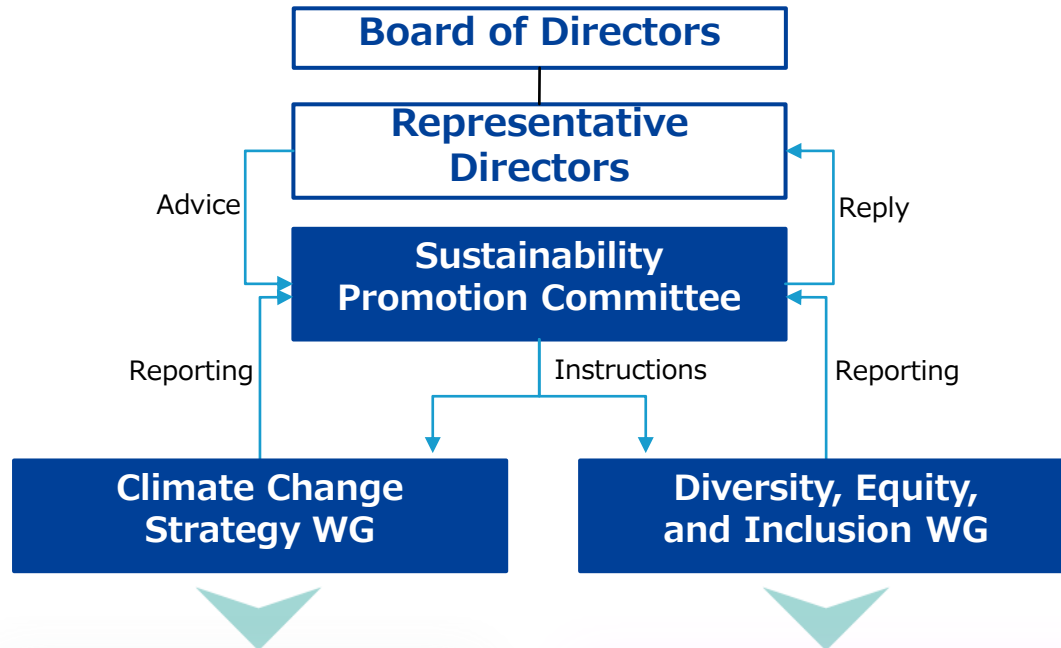 Board of Directors
Representative
Directors
Advice
Reply
Sustainability
Promotion Committee
Reporting
Instructions
Reporting
Climate Change
Strategy WG
Diversity, Equity,
and Inclusion WG